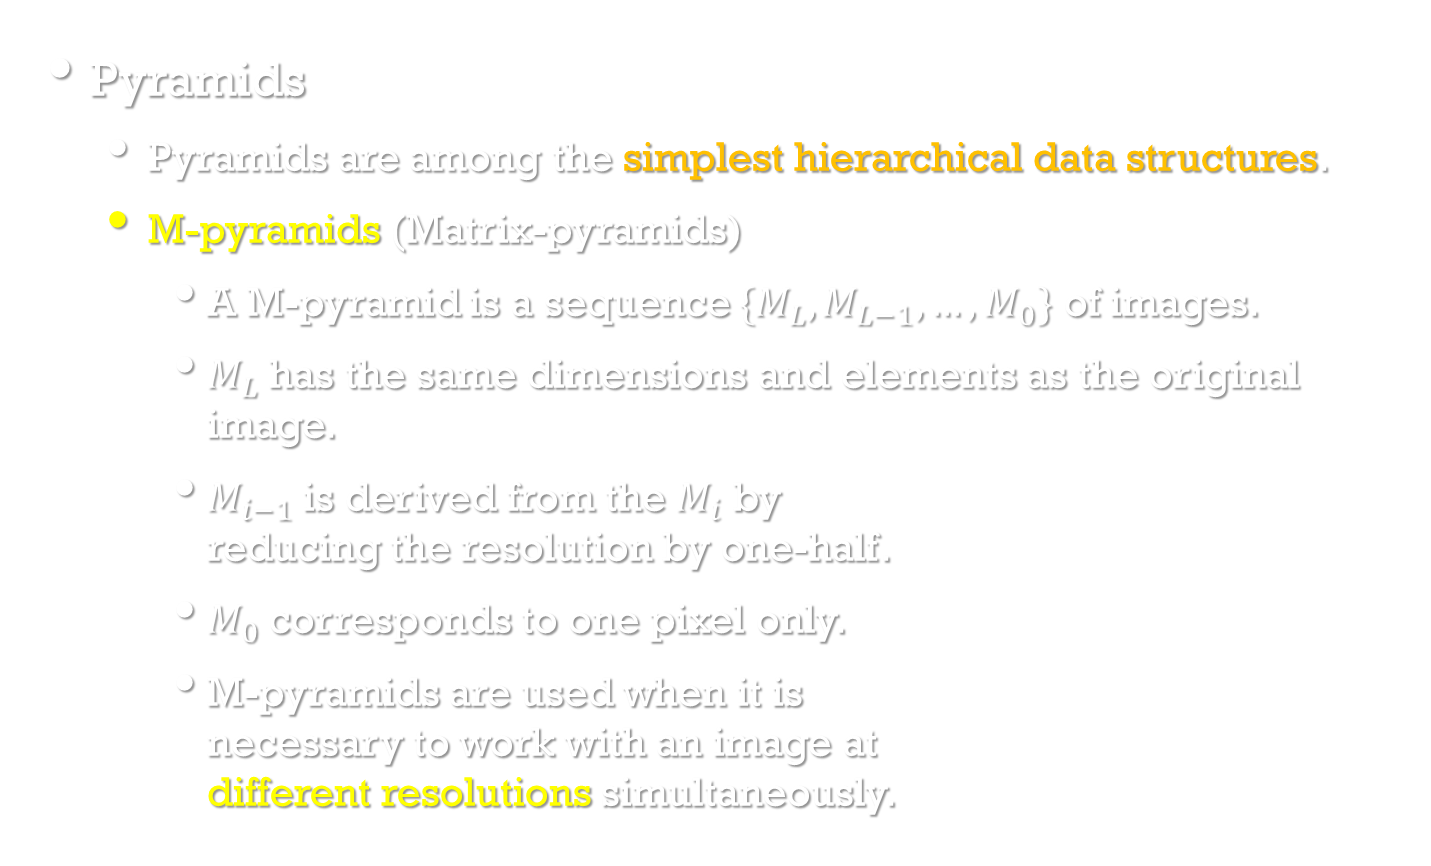 • Pyramids
• Pyramids are among the simplest hierarchical data structures.
• M-pyramids (Matrix-pyramids)
• A M-pyramid is a sequence {M_L, M_{L−1}, … , M_0} of images.
• M_L has the same dimensions and elements as the original
image.
• M_{i−1} is derived from the M_i by
reducing the resolution by one-half.
• M_0 corresponds to one pixel only.
• M-pyramids are used when it is
necessary to work with an image at
different resolutions simultaneously.